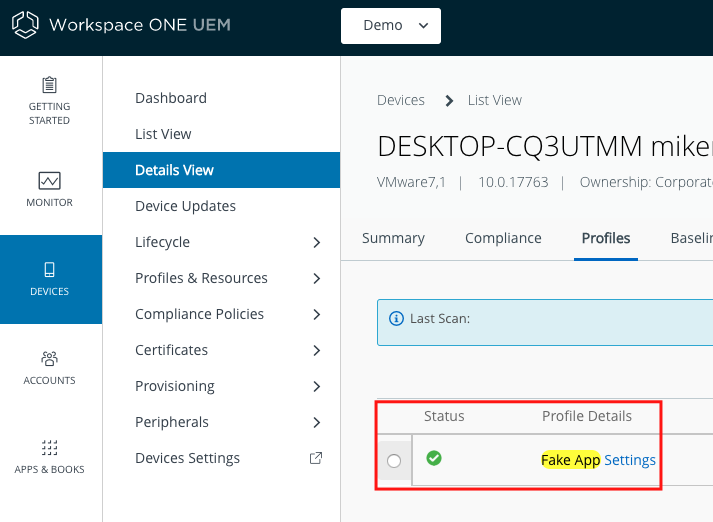 Workspace ONE UEM
Demo
GETTING
STARTED
MONITOR
DEVICES
ACCOUNTS
APPS & BOOKS
Dashboard
List View
Details View
Device Updates
Lifecycle
Profiles & Resources
Compliance Policies
Certificates
Provisioning
Peripherals
Devices Settings
Devices > List View
DESKTOP-CQ3UTMM miker
VMware7,1 | 10.0.17763 | Ownership: Corporat
Summary Compliance Profiles Baselin
Last Scan:
Status Profile Details
Fake App Settings